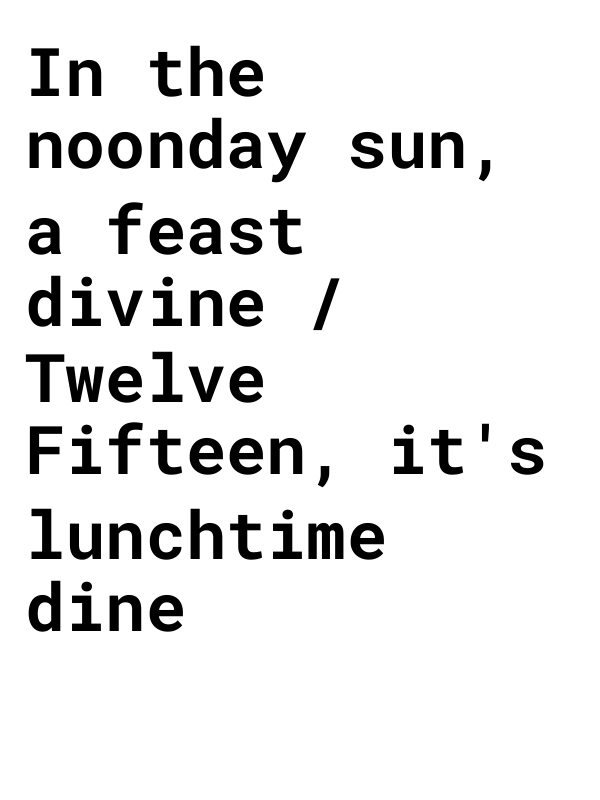 In the
noonday sun,
a feast
divine /
Twelve
Fifteen, it's
lunchtime
dine